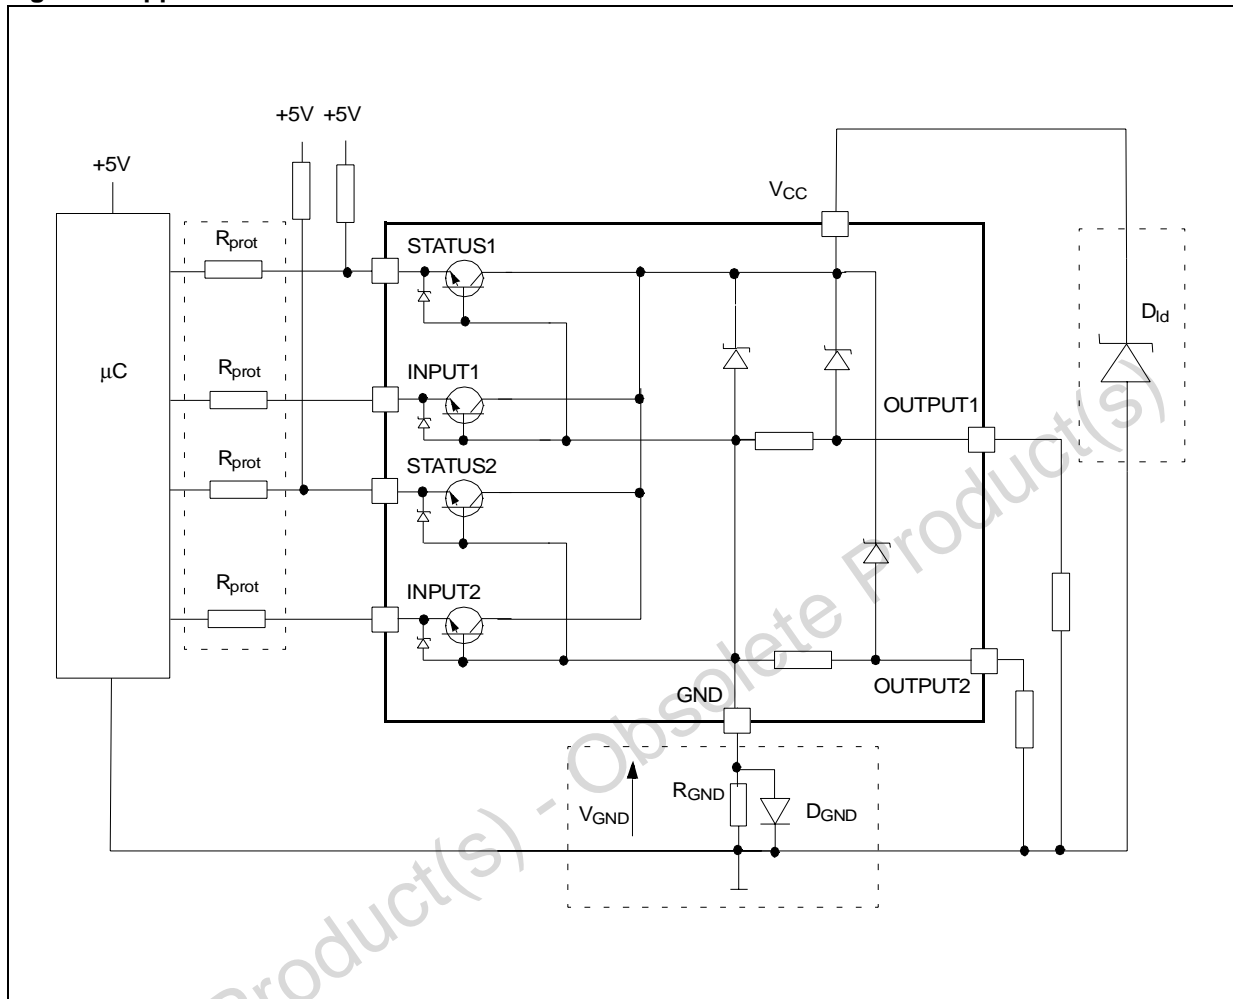 +5V +5V
+5V
VCC
Rprot
STATUS1
Dld
Rprot
INPUT1
μC
OUTPUT1
Rprot
STATUS2
Rprot
INPUT2
OUTPUT2
GND
RGND
VGND
DGND
Product(s) - Obsolete Product(s)